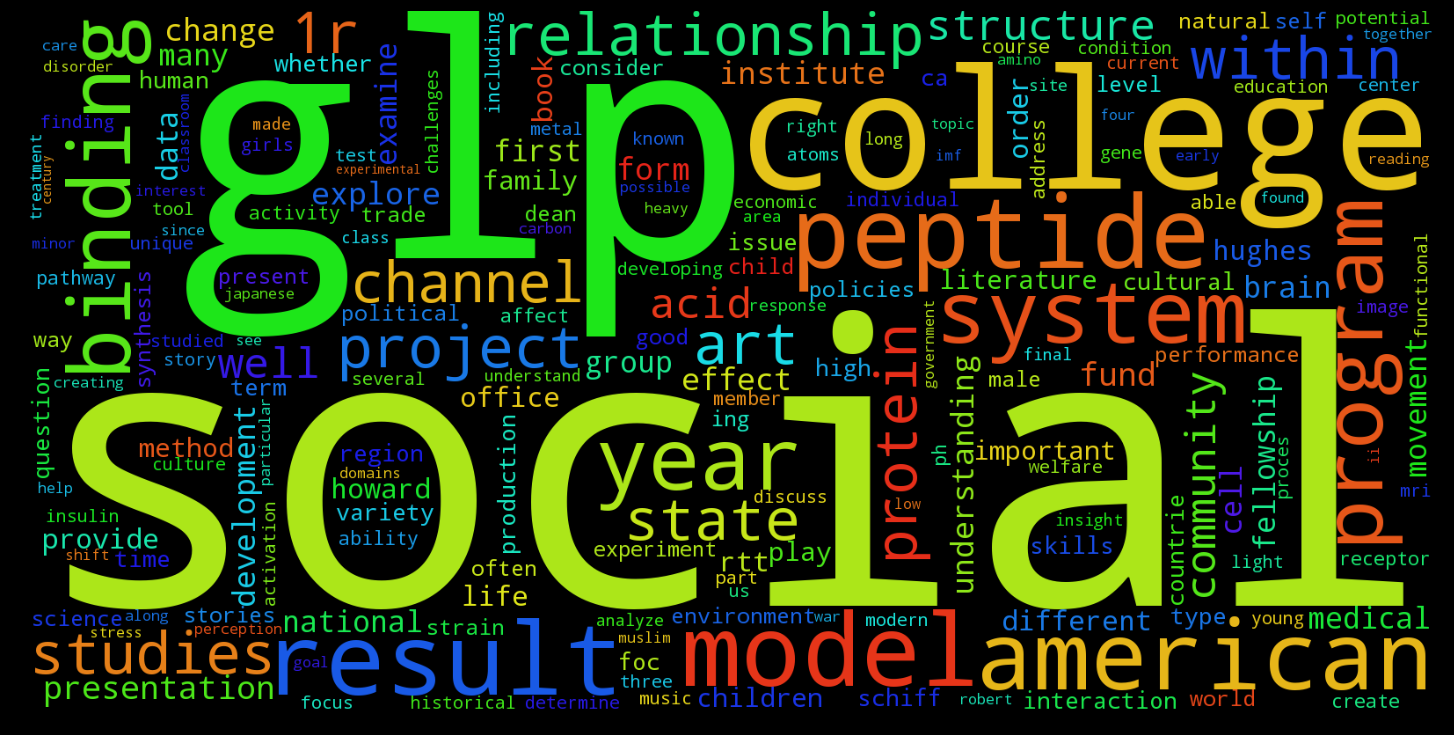 care
disorder
binding
change
many
human
1r
whether
glp
examine
challenges
including
relationship
consider
book
metal
institute
structure
course
amino
condition
current
natural
self
potential
together
within
education
center
ca
order
site
level
address
college
right
atoms
long
topic
imf
four
gene
early
reading
finding
data
classroom
made
girls
test
experimental
first
family
known
form
possible
heavy
treatment
century
interest
tool
since
minor
unique
explore
activity
trade
class
dean
carbon
economic
area
individual
able
found
issue
peptide
hughes
pathway
synthesis
present
japanese
channel
developing
child
policies
literature
cultural
brain
program
functional
image
political
affect
acid
response
system
way
studied
see
story
well
project
good
art
government
group
high
protein
final
performance
creating
term
several
understand
effect
male
fund
movement
question
office
member
ing
understanding
community
fellowship
social
method
culture
development
particular
region
domains
howard
variety
ability
production
year
state
discuss
ph
important
welfare
cell
proces
ii
help
mri
low
insight
skills
countrie
insulin
provide
shift
time
activation
experiment
rtt
play
part
us
often
life
light
receptor
science
along
stories
stress
perception
national
strain
analyze
environment
war
modern
different
type
young
medical
studies
result
goal
muslim
foc
three
model
american
presentation
focus
historical
determine
music
children
schiff
robert
interaction
world
create